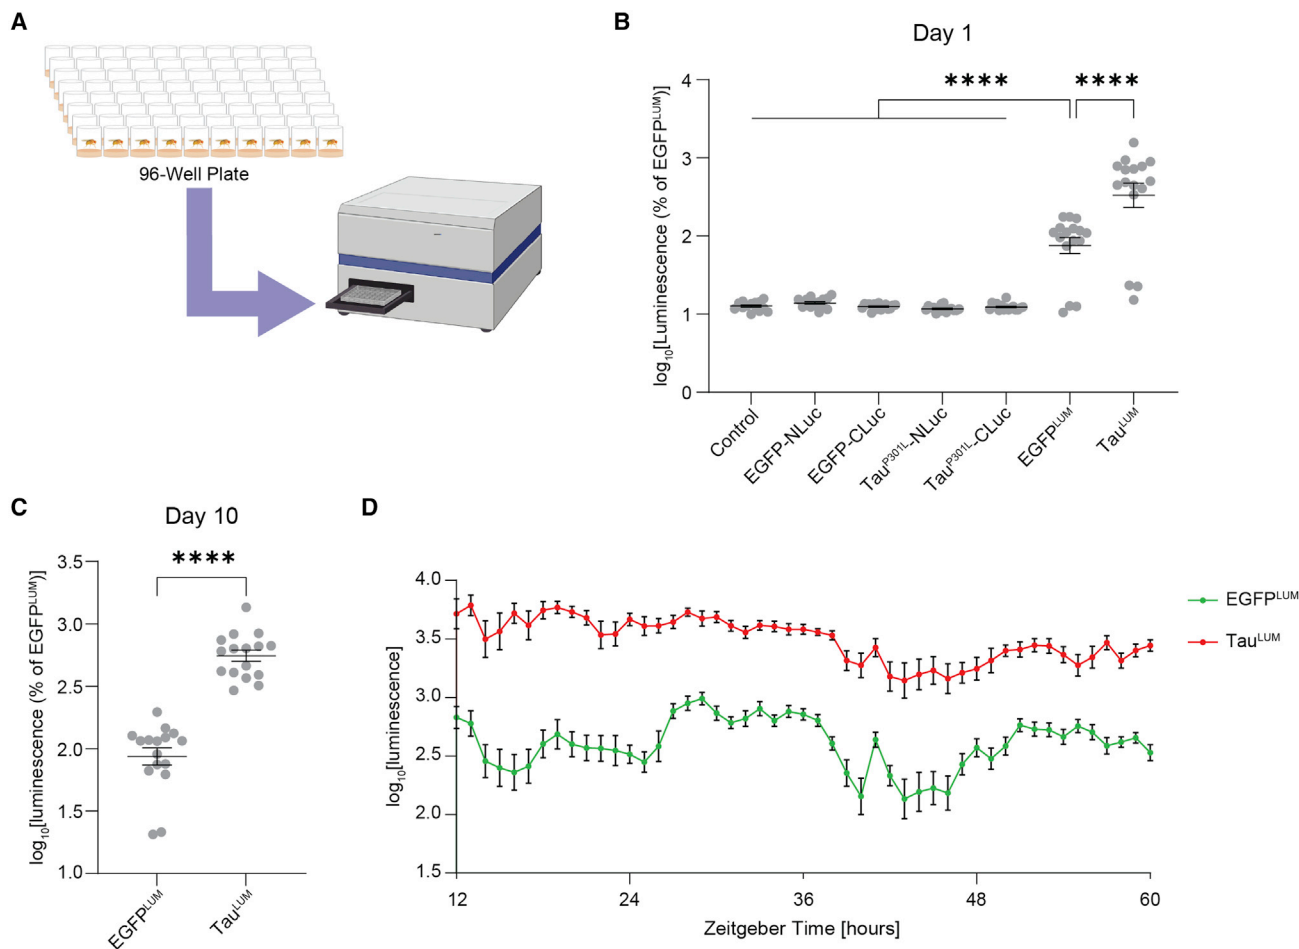 A
96-Well Plate
B
Day 1
log₁₀[Luminescence (% of EGFPᴸᵁᴹ)]
4
3
2
1
0
****
****
Control
EGFP-NLuc
EGFP-CLuc
Tauᴾ³⁰¹ᴸ-NLuc
Tauᴾ³⁰¹ᴸ-CLuc
EGFPᴸᵁᴹ
Tauᴸᵁᴹ
C
Day 10
log₁₀[luminescence (% of EGFPᴸᵁᴹ)]
3.5
3.0
2.5
2.0
1.5
1.0
****
EGFPᴸᵁᴹ
Tauᴸᵁᴹ
D
log₁₀[luminescence]
4.0
3.5
3.0
2.5
2.0
1.5
12 24 36 48 60
Zeitgeber Time [hours]
EGFPᴸᵁᴹ
Tauᴸᵁᴹ